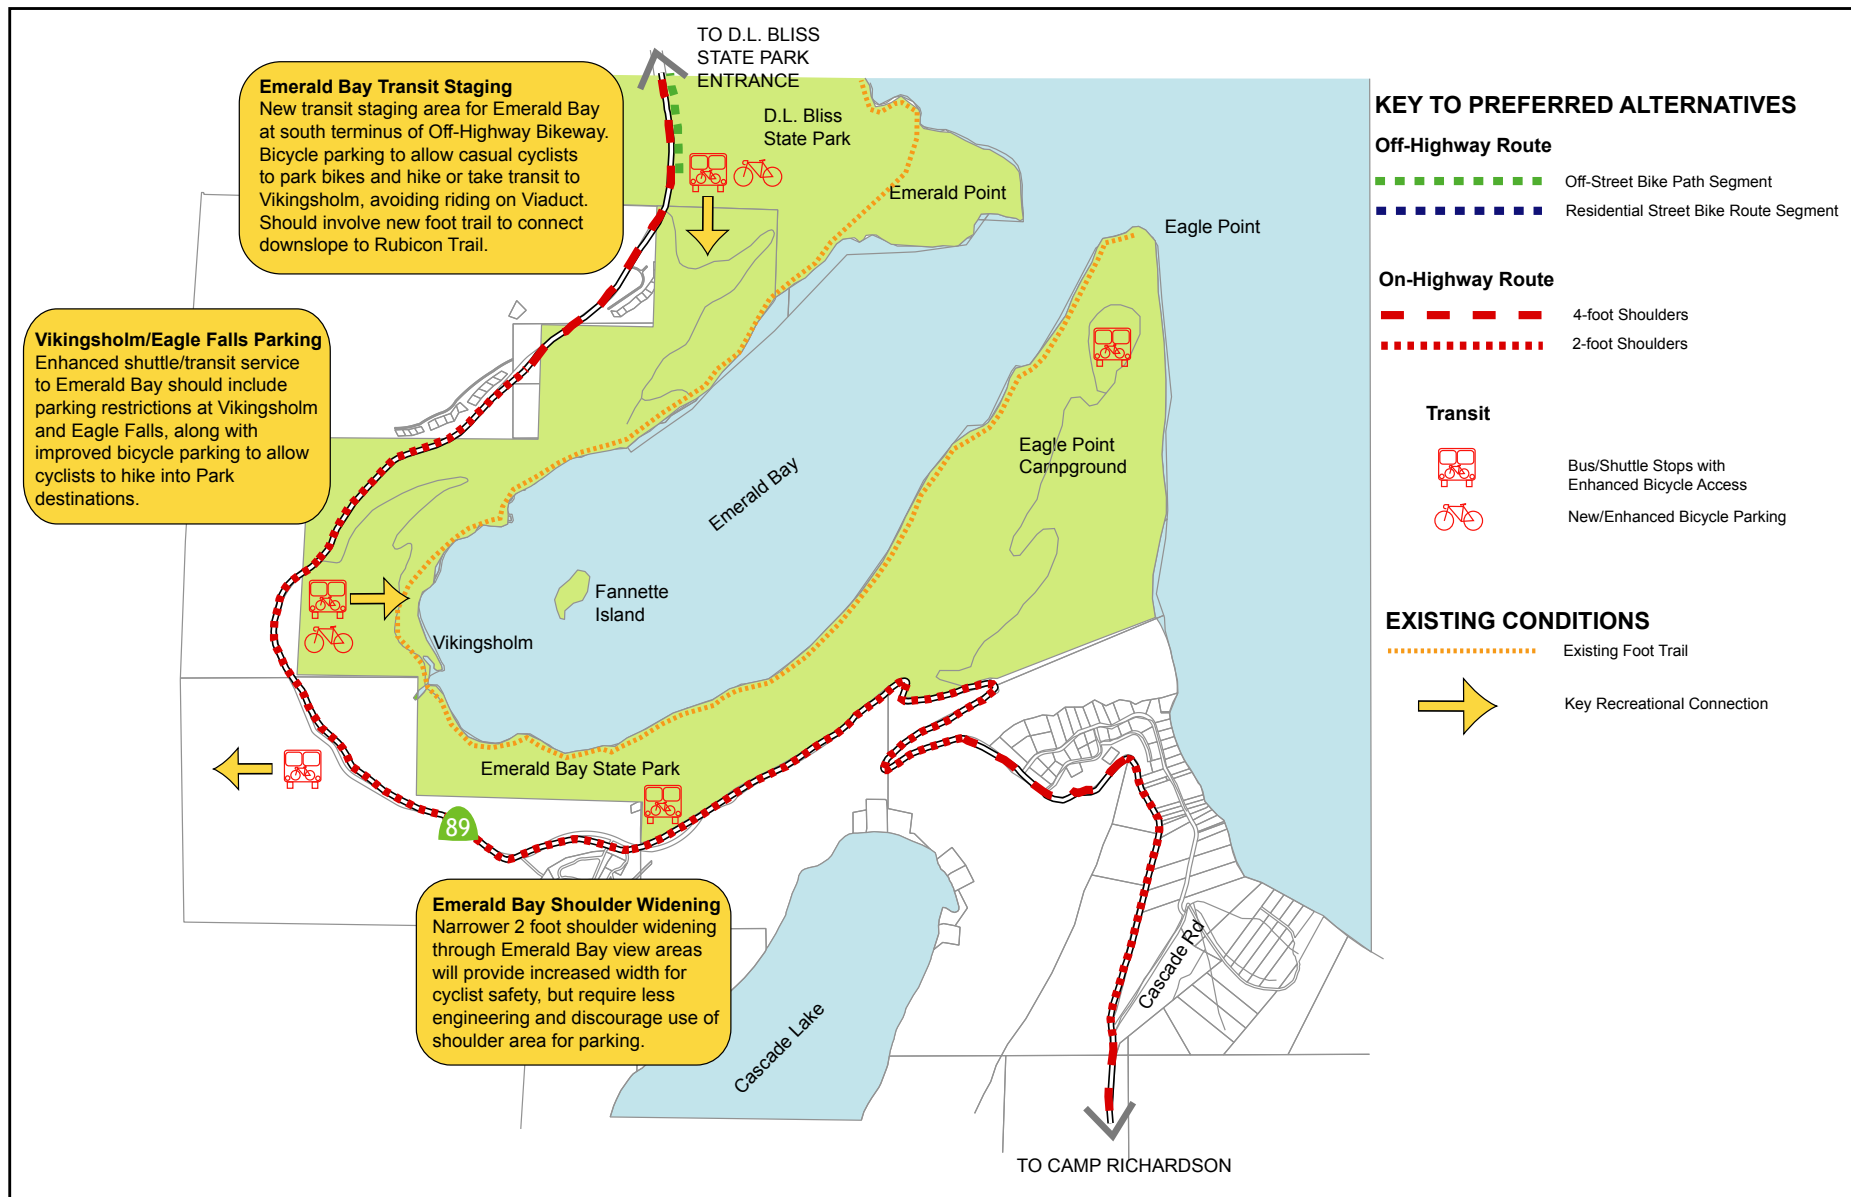 TO D.L. BLISS
STATE PARK
ENTRANCE
Emerald Bay Transit Staging
New transit staging area for Emerald Bay
at south terminus of Off-Highway Bikeway.
Bicycle parking to allow casual cyclists
to park bikes and hike or take transit to
Vikingsholm, avoiding riding on Viaduct.
Should involve new foot trail to connect
downslope to Rubicon Trail.
D.L. Bliss
State Park
Emerald Point
Eagle Point
Vikingsholm/Eagle Falls Parking
Enhanced shuttle/transit service
to Emerald Bay should include
parking restrictions at Vikingsholm
and Eagle Falls, along with
improved bicycle parking to allow
cyclists to hike into Park
destinations.
Eagle Point
Campground
Emerald Bay
Fannette
Island
Vikingsholm
Emerald Bay State Park
89
Emerald Bay Shoulder Widening
Narrower 2 foot shoulder widening
through Emerald Bay view areas
will provide increased width for
cyclist safety, but require less
engineering and discourage use of
shoulder area for parking.
Cascade Lake
Cascade Rd
TO CAMP RICHARDSON
KEY TO PREFERRED ALTERNATIVES
Off-Highway Route
Off-Street Bike Path Segment
Residential Street Bike Route Segment
On-Highway Route
4-foot Shoulders
2-foot Shoulders
Transit
Bus/Shuttle Stops with
Enhanced Bicycle Access
New/Enhanced Bicycle Parking
EXISTING CONDITIONS
Existing Foot Trail
Key Recreational Connection